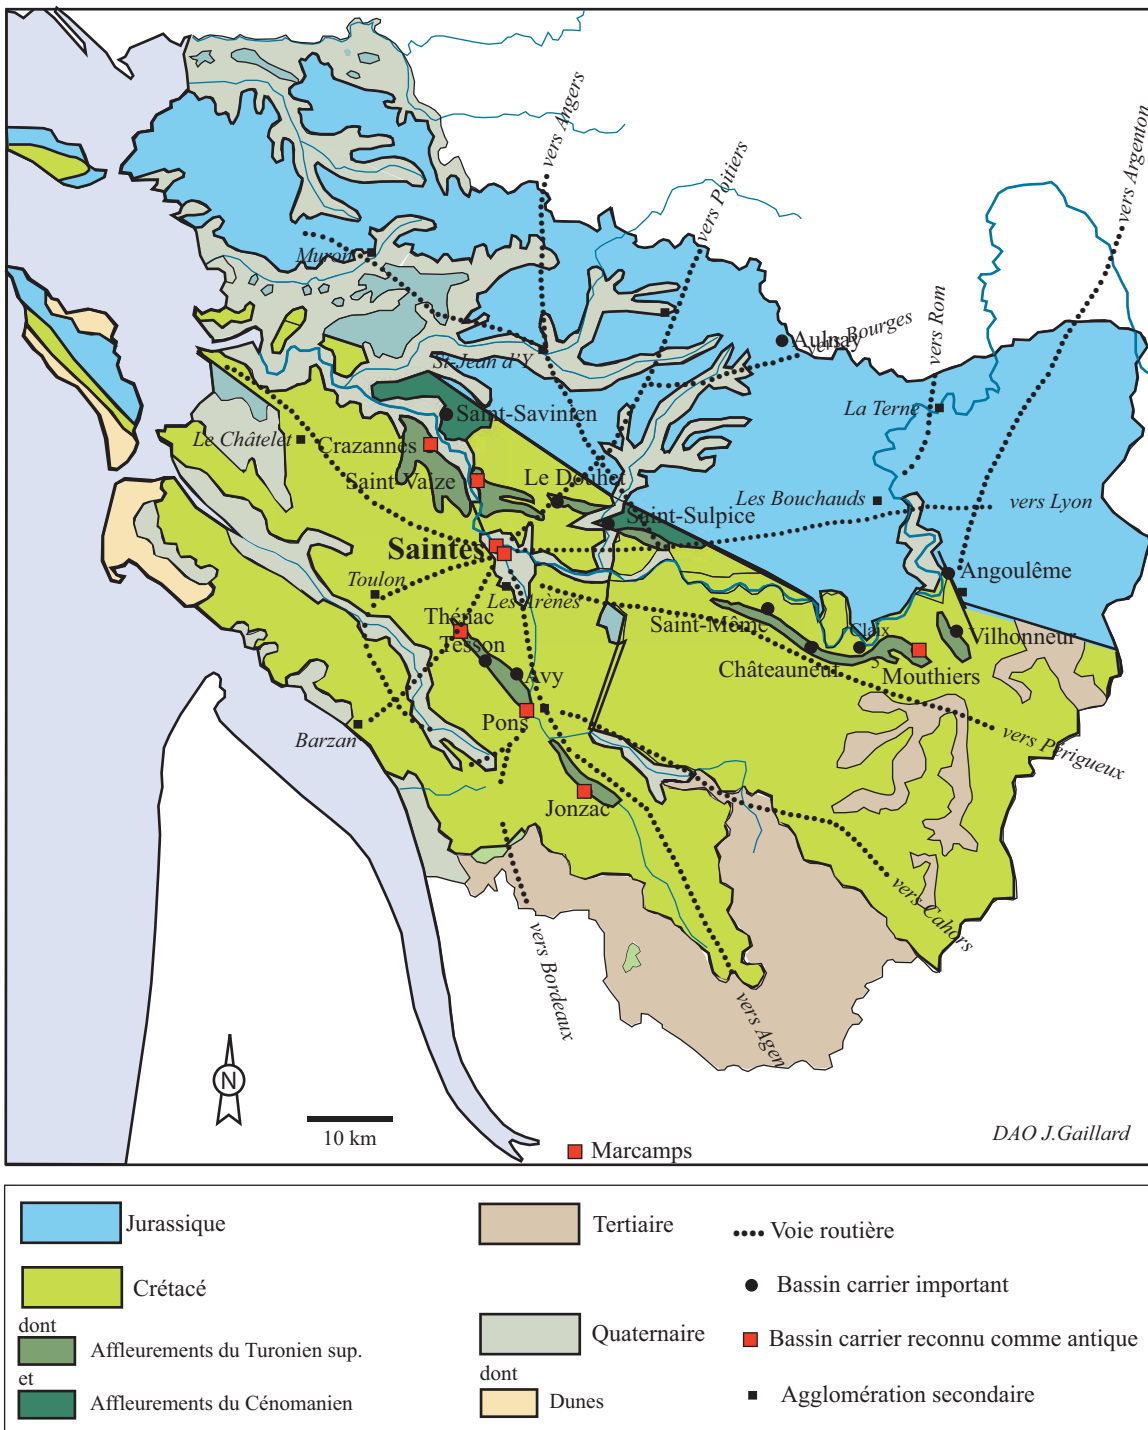 vers Angers
vers Poitiers
vers Argenton
Muron
vers Rom
Aulnay
vers Bourges
St-Jean d'Y
La Terne
Saint-Savinien
Le Châtelet
Crazannes
Saint-Vaize
Le Douhet
Les Bouchauds
vers Lyon
Saint-Sulpice
Saintes
Toulon
Les Arènes
Angoulême
Thénac
Saint-Même
Claix
Vilhonneur
Tesson
Avy
Châteauneuf
Mouthiers
Pons
Barzan
vers Périgueux
Jonzac
vers Cahors
vers Bordeaux
vers Agen
N
10 km
DAO J.Gaillard
Marcamps
Jurassique
Tertiaire
Voie routière
Crétacé
Bassin carrier important
dont
Affleurements du Turonien sup.
Quaternaire
Bassin carrier reconnu comme antique
et
dont
Affleurements du Cénomanien
Dunes
Agglomération secondaire